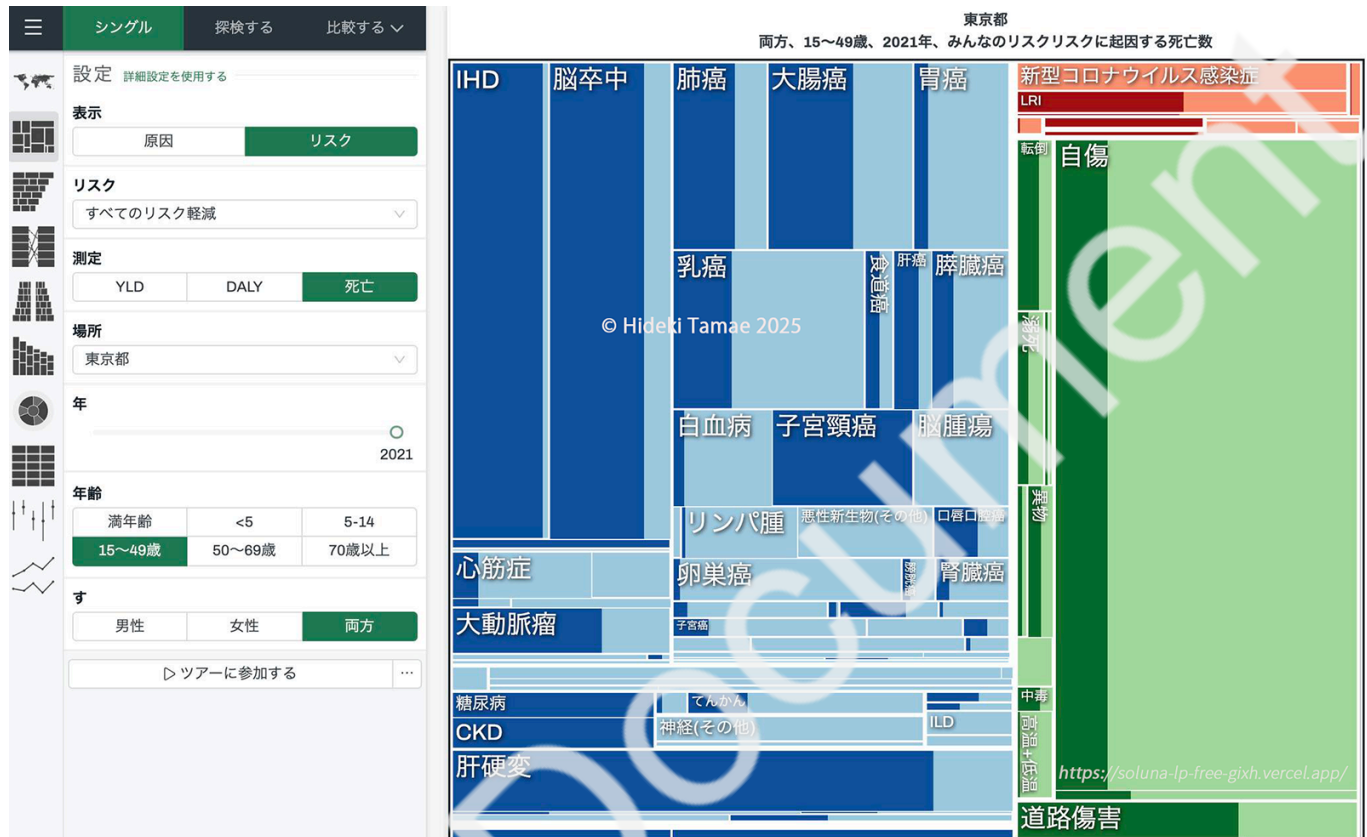 シングル
探検する
比較する
設定 詳細設定を使用する
表示
原因
リスク
リスク
すべてのリスク軽減
測定
YLD
DALY
死亡
場所
東京都
年
2021
年齢
満年齢
<5
5-14
15〜49歳
50〜69歳
70歳以上
す
男性
女性
両方
ツアーに参加する
...
東京都
両方、15〜49歳、2021年、みんなのリスクリスクに起因する死亡数
IHD
脳卒中
肺癌
大腸癌
胃癌
乳癌
食道癌
肝癌
膵臓癌
© Hideki Tamae 2025
白血病
子宮頸癌
脳腫瘍
リンパ腫
悪性新生物(その他)
口唇口腔癌
心筋症
卵巣癌
膀胱癌
腎臓癌
大動脈瘤
子宮癌
糖尿病
てんかん
CKD
神経(その他)
ILD
肝硬変
新型コロナウイルス感染症
LRI
転倒
自傷
溺死
異物
中毒
高温+低温
道路傷害
https://soluna-lp-free-gixh.vercel.app/
Document